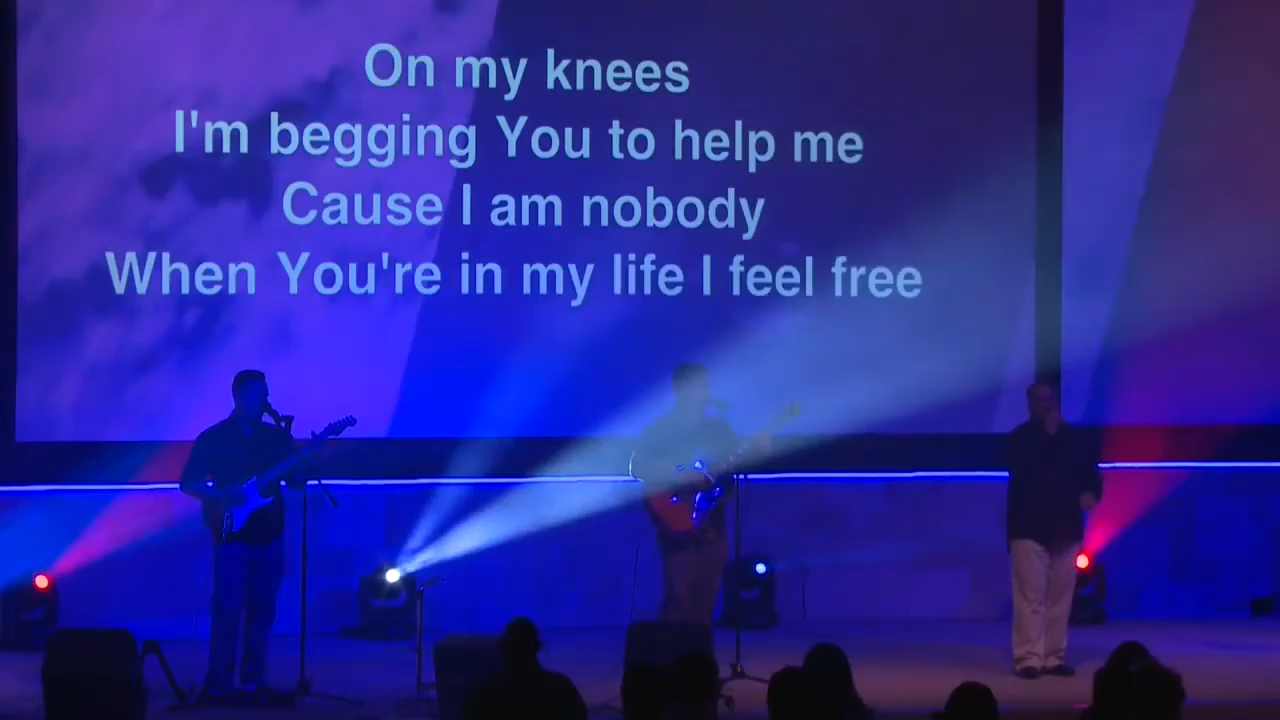 On my knees
I'm begging You to help me
Cause I am nobody
When You're in my life I feel free